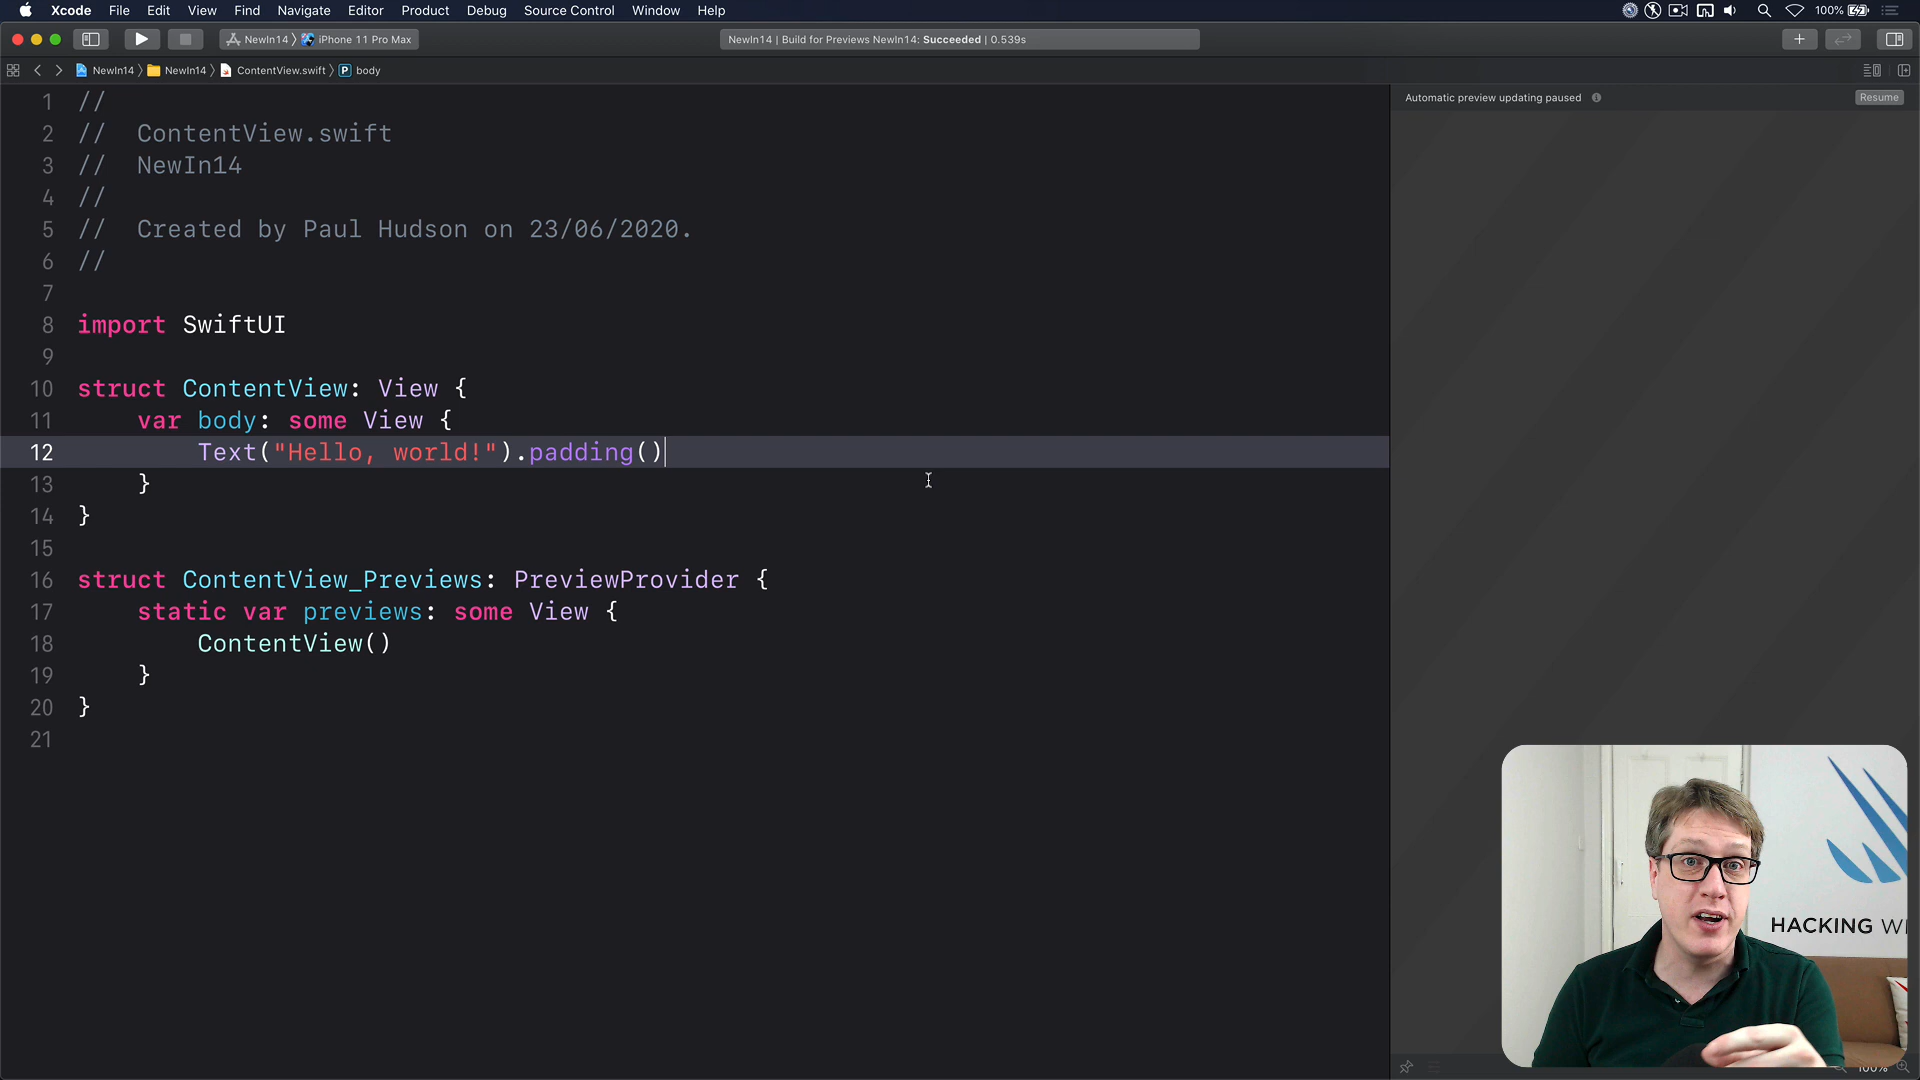 Xcode File Edit View Find Navigate Editor Product Debug Source Control Window Help 100%
NewIn14 iPhone 11 Pro Max NewIn14 | Build for Previews NewIn14: Succeeded | 0.539s
NewIn14 NewIn14 ContentView.swift P body
Automatic preview updating paused Resume
1 //
2 // ContentView.swift
3 // NewIn14
4 //
5 // Created by Paul Hudson on 23/06/2020.
6 //
7
8 import SwiftUI
9
10 struct ContentView: View {
11 var body: some View {
12 Text("Hello, world!").padding()
13 }
14 }
15
16 struct ContentView_Previews: PreviewProvider {
17 static var previews: some View {
18 ContentView()
19 }
20 }
21
HACKING
100%